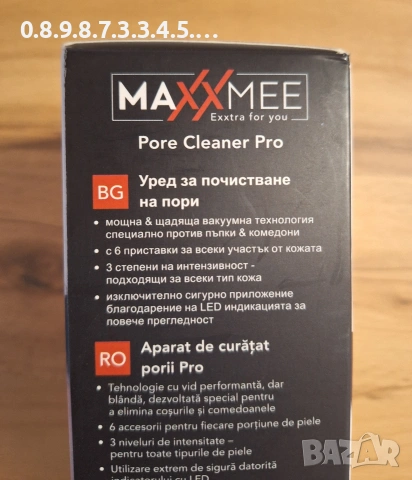 0.8.9.8.7.3.3.4.5....
MAXXMEE
Exxtra for you
Pore Cleaner Pro
BG Уред за почистване
на пори
• мощна & щадяща вакуумна технология
специално против пъпки & комедони
• с 6 приставки за всеки участък от кожата
• 3 степени на интензивност -
подходящи за всеки тип кожа
• изключително сигурно приложение
благодарение на LED индикацията за
повече прегледност
RO Aparat de curățat
porii Pro
• Tehnologie cu vid performantă, dar
blândă, dezvoltată special pentru
a elimina coșurile și comedoanele
• 6 accesorii pentru fiecare porțiune de piele
• 3 niveluri de intensitate –
pentru toate tipurile de piele
• Utilizare extrem de sigură datorită
indicatorului cu LED
BAZAR